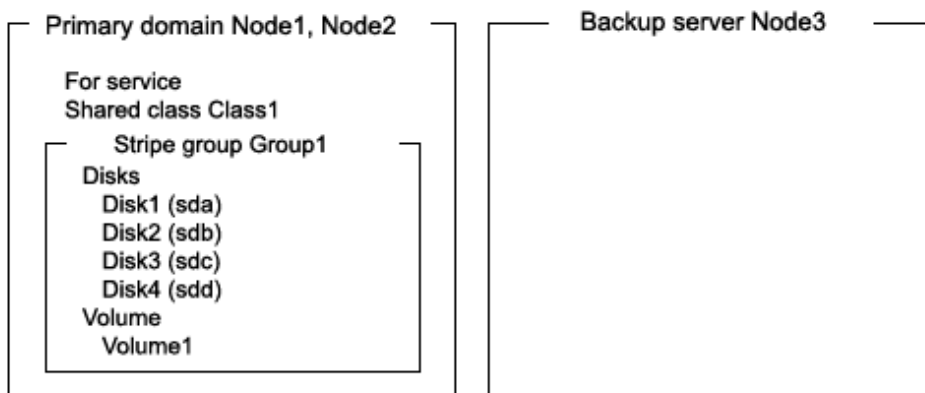 Primary domain Node1, Node2
For service
Shared class Class1
Stripe group Group1
Disks
Disk1 (sda)
Disk2 (sdb)
Disk3 (sdc)
Disk4 (sdd)
Volume
Volume1
Backup server Node3